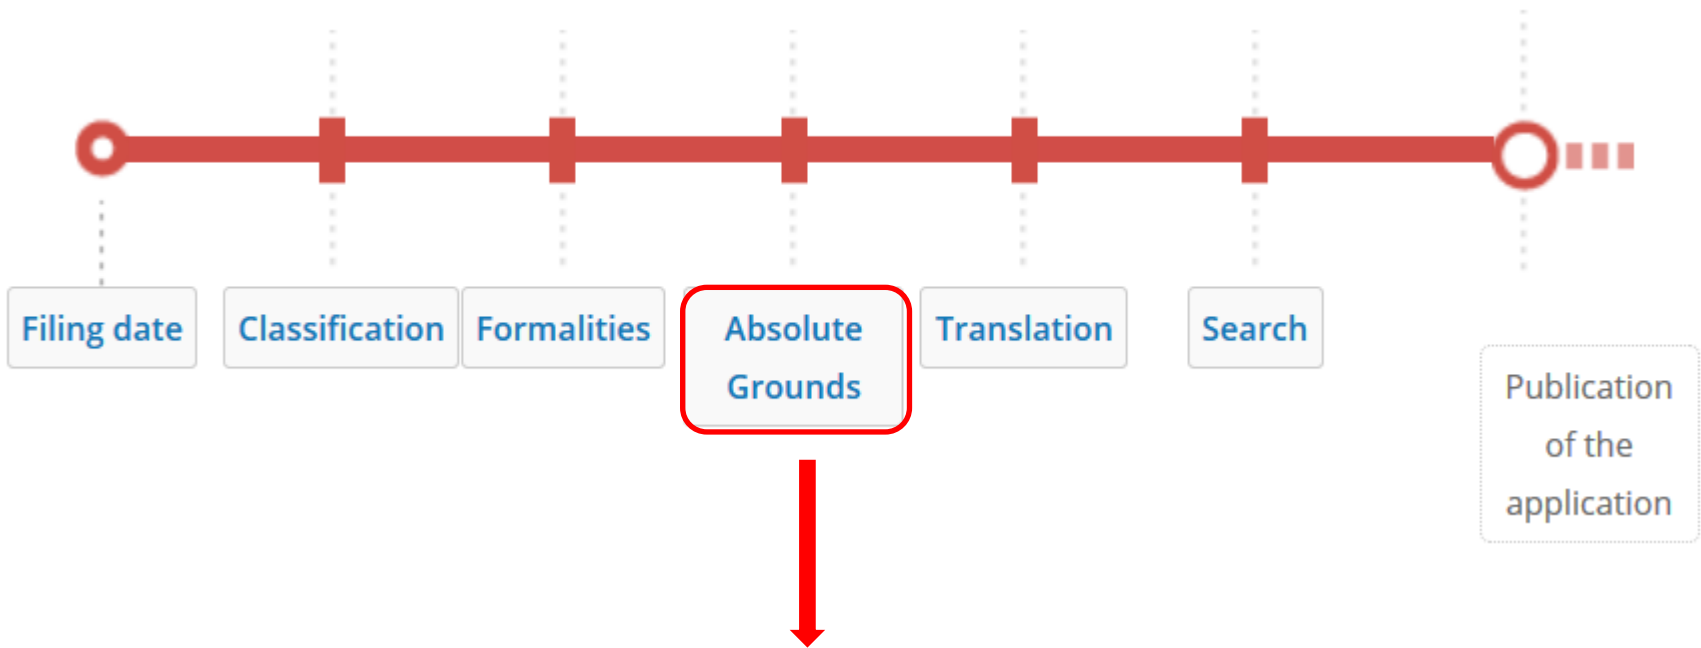 Filing date
Classification
Formalities
Absolute
Grounds
Translation
Search
Publication
of the
application